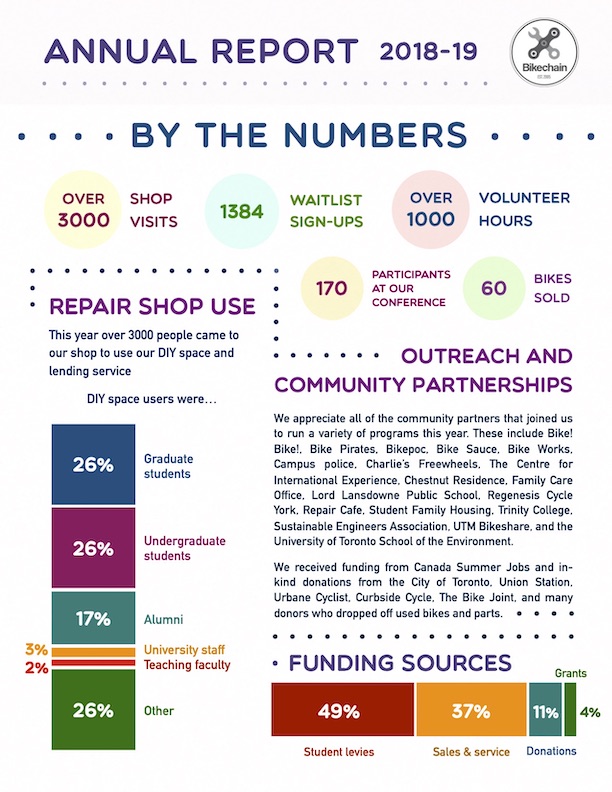 ANNUAL REPORT 2018-19
Bikechain
BY THE NUMBERS
OVER
3000
SHOP
VISITS
1384
WAITLIST
SIGN-UPS
OVER
1000
VOLUNTEER
HOURS
170
PARTICIPANTS
AT OUR
CONFERENCE
60
BIKES
SOLD
REPAIR SHOP USE
This year over 3000 people came to
our shop to use our DIY space and
lending service
DIY space users were...
26%
Graduate
students
26%
Undergraduate
students
17%
Alumni
3%
University staff
2%
Teaching faculty
26%
Other
OUTREACH AND
COMMUNITY PARTNERSHIPS
We appreciate all of the community partners that joined us
to run a variety of programs this year. These include Bike!
Bike!, Bike Pirates, Bikepoc, Bike Sauce, Bike Works,
Campus police, Charlie's Freewheels, The Centre for
International Experience, Chestnut Residence, Family Care
Office, Lord Lansdowne Public School, Regenesis Cycle
York, Repair Cafe, Student Family Housing, Trinity College,
Sustainable Engineers Association, UTM Bikeshare, and the
University of Toronto School of the Environment.
We received funding from Canada Summer Jobs and in-
kind donations from the City of Toronto, Union Station,
Urbane Cyclist, Curbside Cycle, The Bike Joint, and many
donors who dropped off used bikes and parts.
FUNDING SOURCES
Grants
49%
37%
11%
4%
Student levies
Sales & service
Donations